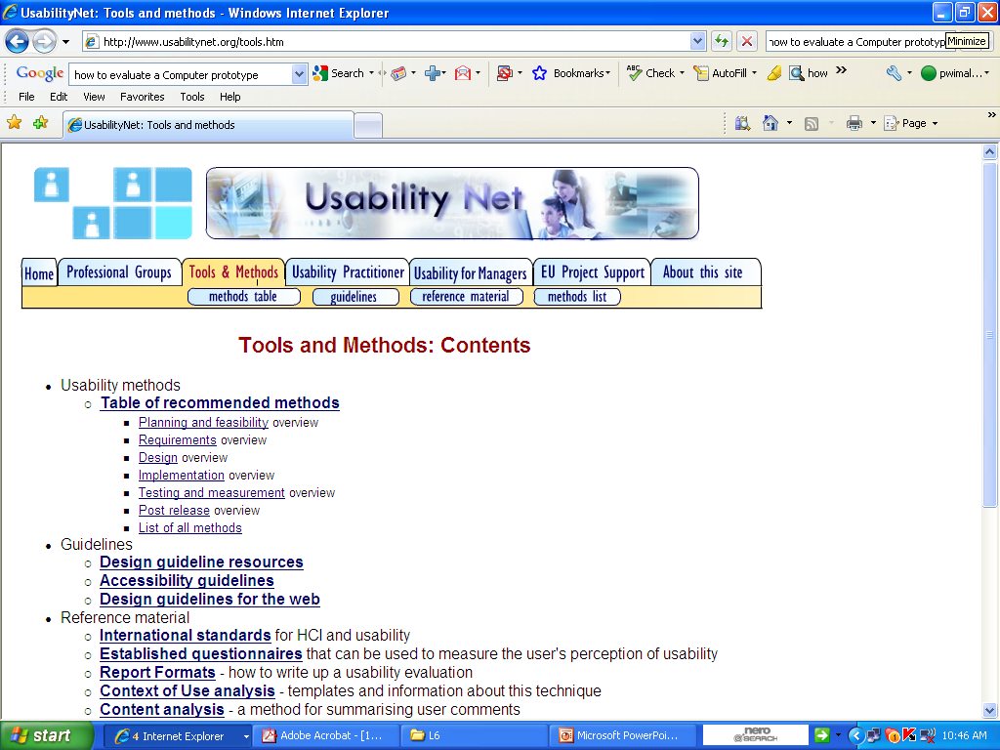 UsabilityNet: Tools and methods - Windows Internet Explorer
http://www.usabilitynet.org/tools.htm
how to evaluate a Computer prototyp
Minimize
Google how to evaluate a Computer prototype Search Bookmarks Check AutoFill how pwimal...
File Edit View Favorites Tools Help
UsabilityNet: Tools and methods Page
Usability Net
Home Professional Groups Tools & Methods Usability Practitioner Usability for Managers EU Project Support About this site
methods table guidelines reference material methods list
Tools and Methods: Contents
Usability methods
Table of recommended methods
Planning and feasibility overview
Requirements overview
Design overview
Implementation overview
Testing and measurement overview
Post release overview
List of all methods
Guidelines
Design guideline resources
Accessibility guidelines
Design guidelines for the web
Reference material
International standards for HCI and usability
Established questionnaires that can be used to measure the user's perception of usability
Report Formats - how to write up a usability evaluation
Context of Use analysis - templates and information about this technique
Content analysis - a method for summarising user comments
start 4 Internet Explorer Adobe Acrobat - [1... L6 Microsoft PowerPoi... nero SEARCH 10:46 AM